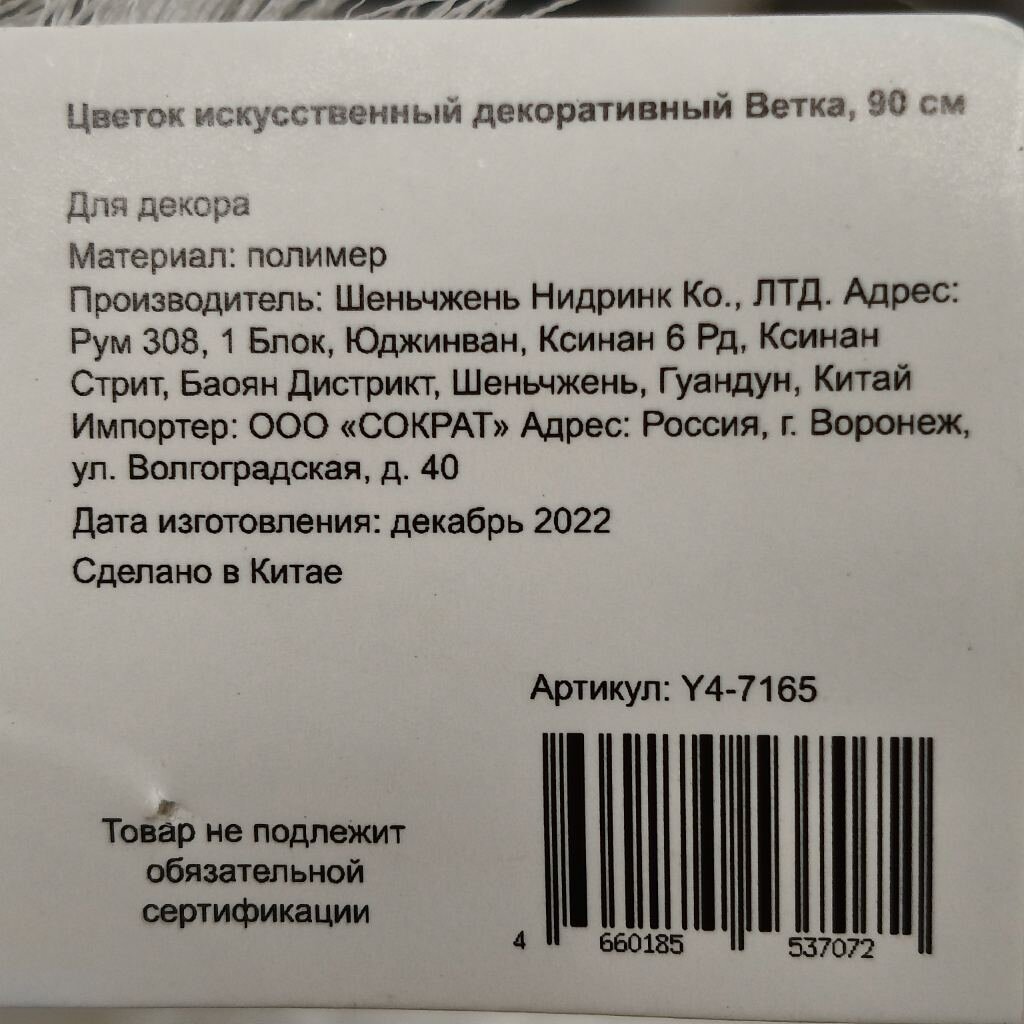 Цветок искусственный декоративный Ветка, 90 см
Для декора
Материал: полимер
Производитель: Шеньчжень Нидринк Ко., ЛТД. Адрес:
Рум 308, 1 Блок, Юджинван, Ксинан 6 Рд, Ксинан
Стрит, Баоян Дистрикт, Шеньчжень, Гуандун, Китай
Импортер: ООО «СОКРАТ» Адрес: Россия, г. Воронеж,
ул. Волгоградская, д. 40
Дата изготовления: декабрь 2022
Сделано в Китае
Артикул: Y4-7165
Товар не подлежит
обязательной
сертификации
4 660185 537072